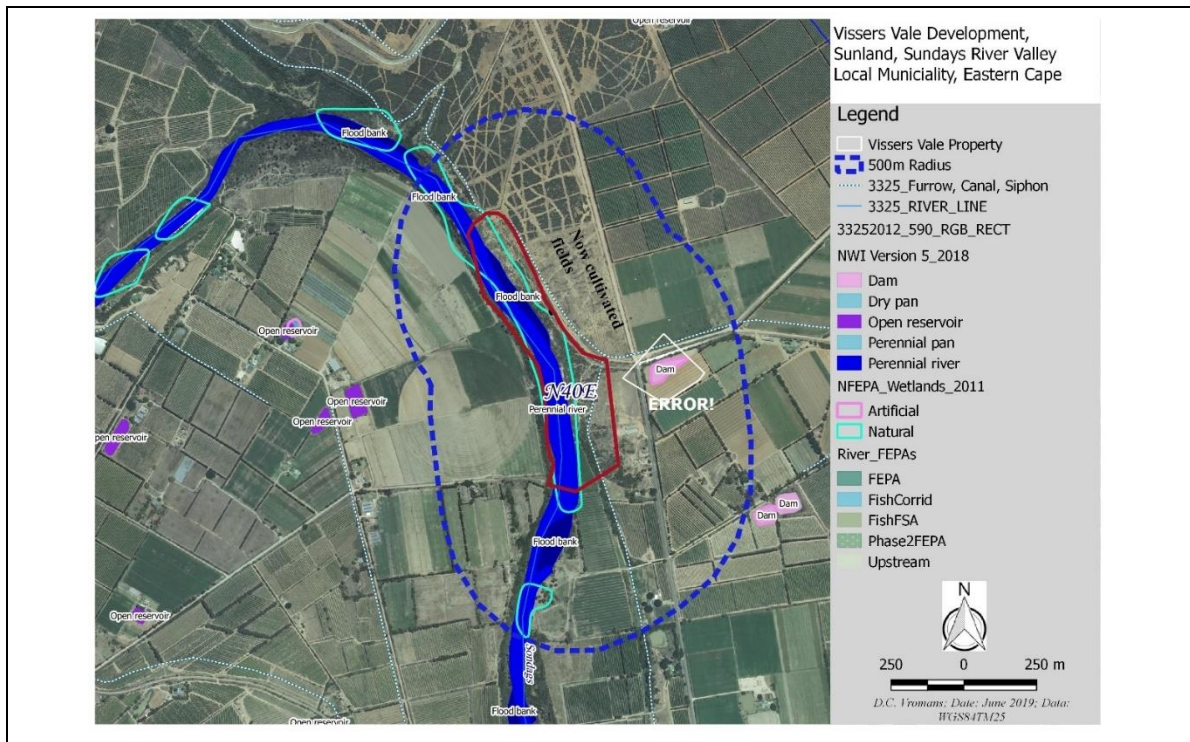 Open reservoir
Flood bank
Flood bank
Now cultivated
fields
Flood bank
Open reservoir
Dam
N40E
ERROR!
Perennial river
Open reservoir
Open reservoir
pen reservoir
Dam
Dam
Flood bank
Open reservoir
Sondags
Flood bank
Open reservoir
Vissers Vale Development,
Sunland, Sundays River Valley
Local Municiality, Eastern Cape
Legend
Vissers Vale Property
500m Radius
3325_Furrow, Canal, Siphon
3325_RIVER_LINE
33252012_590_RGB_RECT
NWI Version 5_2018
Dam
Dry pan
Open reservoir
Perennial pan
Perennial river
NFEPA_Wetlands_2011
Artificial
Natural
River_FEPAs
FEPA
FishCorrid
FishFSA
Phase2FEPA
Upstream
N
250 0 250 m
D.C. Vromans; Date: June 2019; Data:
WGS84TM25